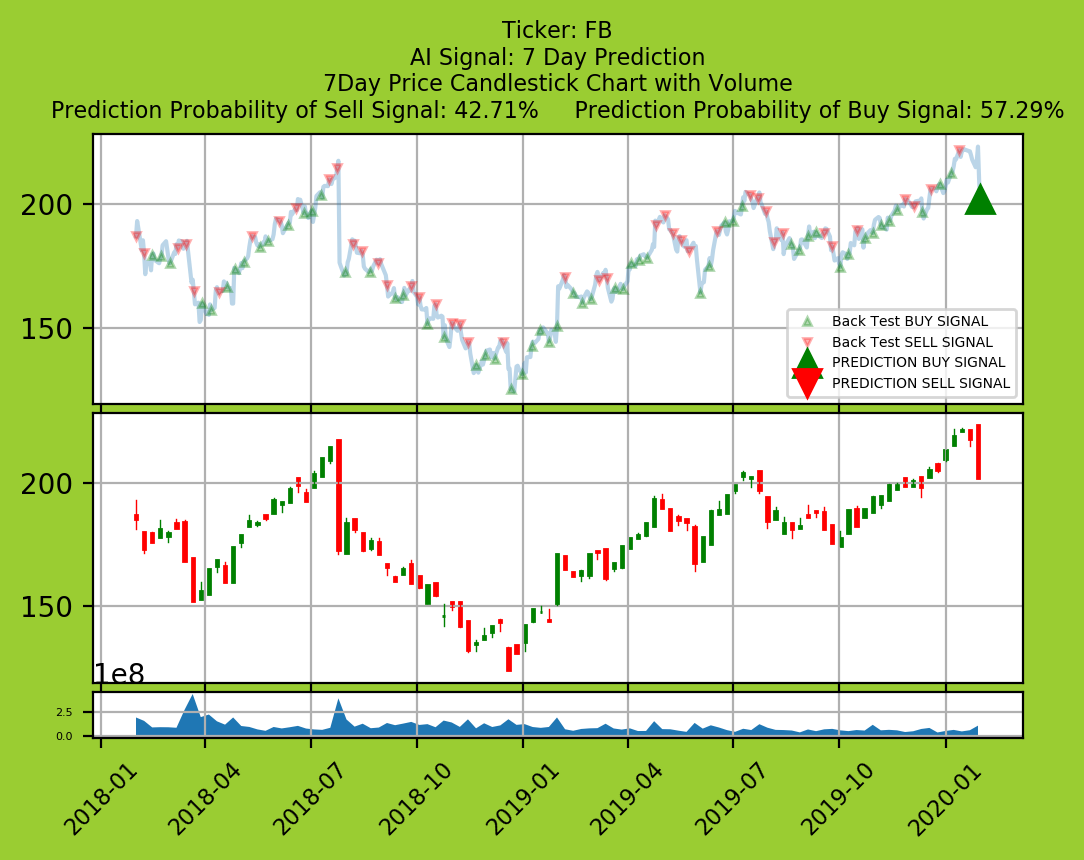 Ticker: FB
AI Signal: 7 Day Prediction
7Day Price Candlestick Chart with Volume
Prediction Probability of Sell Signal: 42.71%     Prediction Probability of Buy Signal: 57.29%
200
150
Back Test BUY SIGNAL
Back Test SELL SIGNAL
PREDICTION BUY SIGNAL
PREDICTION SELL SIGNAL
200
150
1e8
2.5
0.0
2018-01 2018-04 2018-07 2018-10 2019-01 2019-04 2019-07 2019-10 2020-01